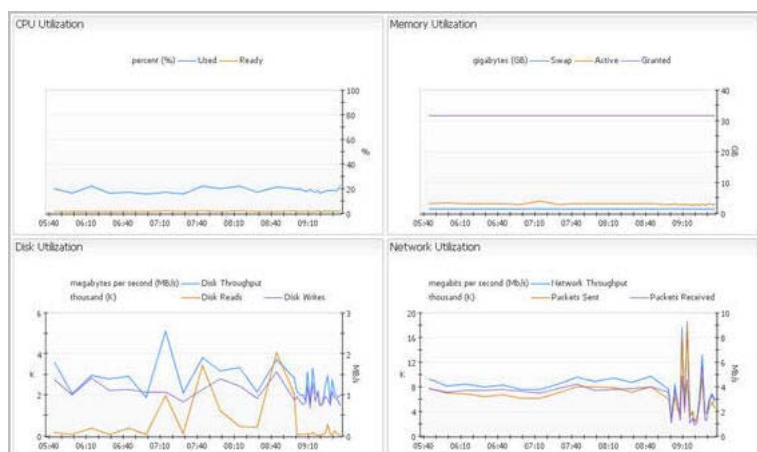 CPU Utilization
percent (%) Used Ready
100
80
60
40
20
0
%
05:40 06:10 06:40 07:10 07:40 08:10 08:40 09:10
Memory Utilization
gigabytes (GB) Swap Active Granted
40
30
20
10
0
GB
05:40 06:10 06:40 07:10 07:40 08:10 08:40 09:10
Disk Utilization
megabytes per second (MB/s) Disk Throughput
thousand (K) Disk Reads Disk Writes
6 3
4 2
2 1
0 0
K
MB/s
05:40 06:10 06:40 07:10 07:40 08:10 08:40 09:10
Network Utilization
megabits per second (Mb/s) Network Throughput
thousand (K) Packets Sent Packets Received
20 10
16 8
12 6
8 4
4 2
0 0
K
MB/s
05:40 06:10 06:40 07:10 07:40 08:10 08:40 09:10